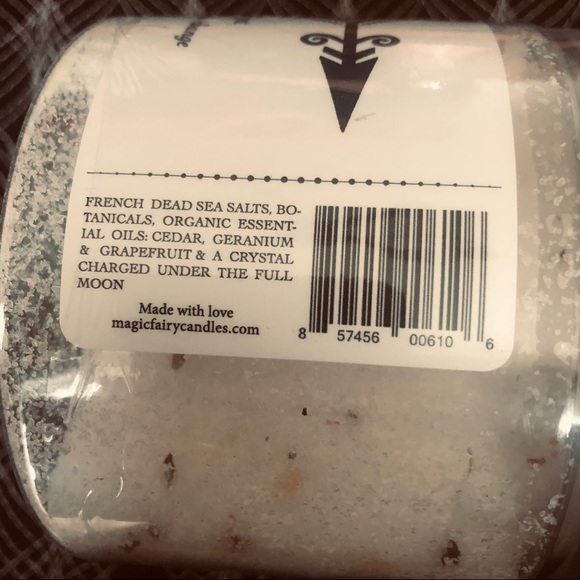 ange
FRENCH DEAD SEA SALTS, BO-
TANICALS, ORGANIC ESSENT-
IAL OILS: CEDAR, GERANIUM
& GRAPEFRUIT & A CRYSTAL
CHARGED UNDER THE FULL
MOON
Made with love
magicfairycandles.com
8 57456 00610 6